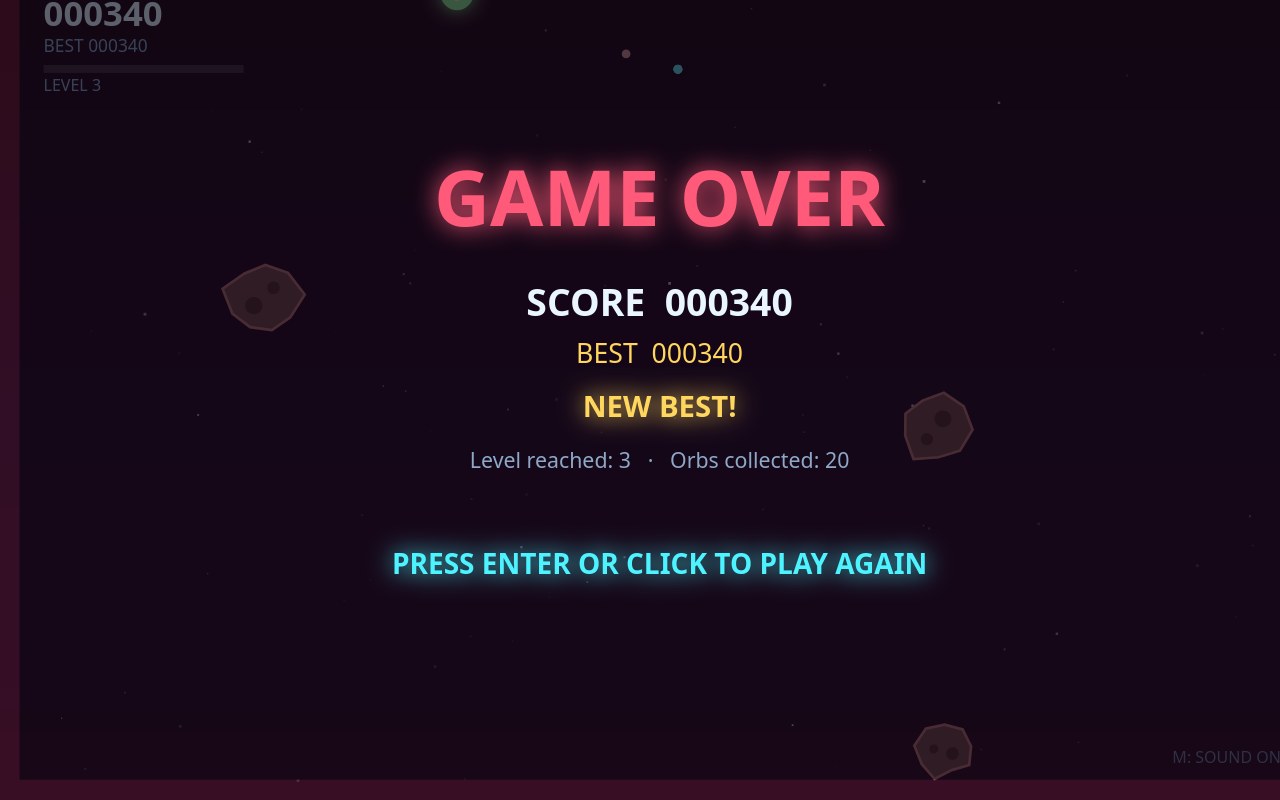 000340
BEST 000340
LEVEL 3
GAME OVER
SCORE 000340
BEST 000340
NEW BEST!
Level reached: 3 · Orbs collected: 20
PRESS ENTER OR CLICK TO PLAY AGAIN
M: SOUND ON